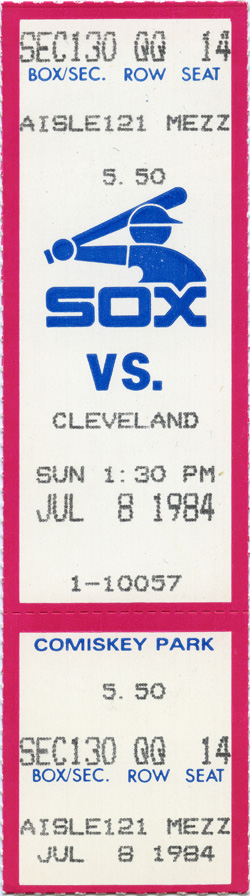 SEC130 QQ 14
BOX/SEC. ROW SEAT
AISLE121 MEZZ
5.50
SOX
VS.
CLEVELAND
SUN 1:30 PM
JUL 8 1984
1-10057
COMISKEY PARK
5.50
SEC130 QQ 14
BOX/SEC. ROW SEAT
AISLE121 MEZZ
JUL 8 1984